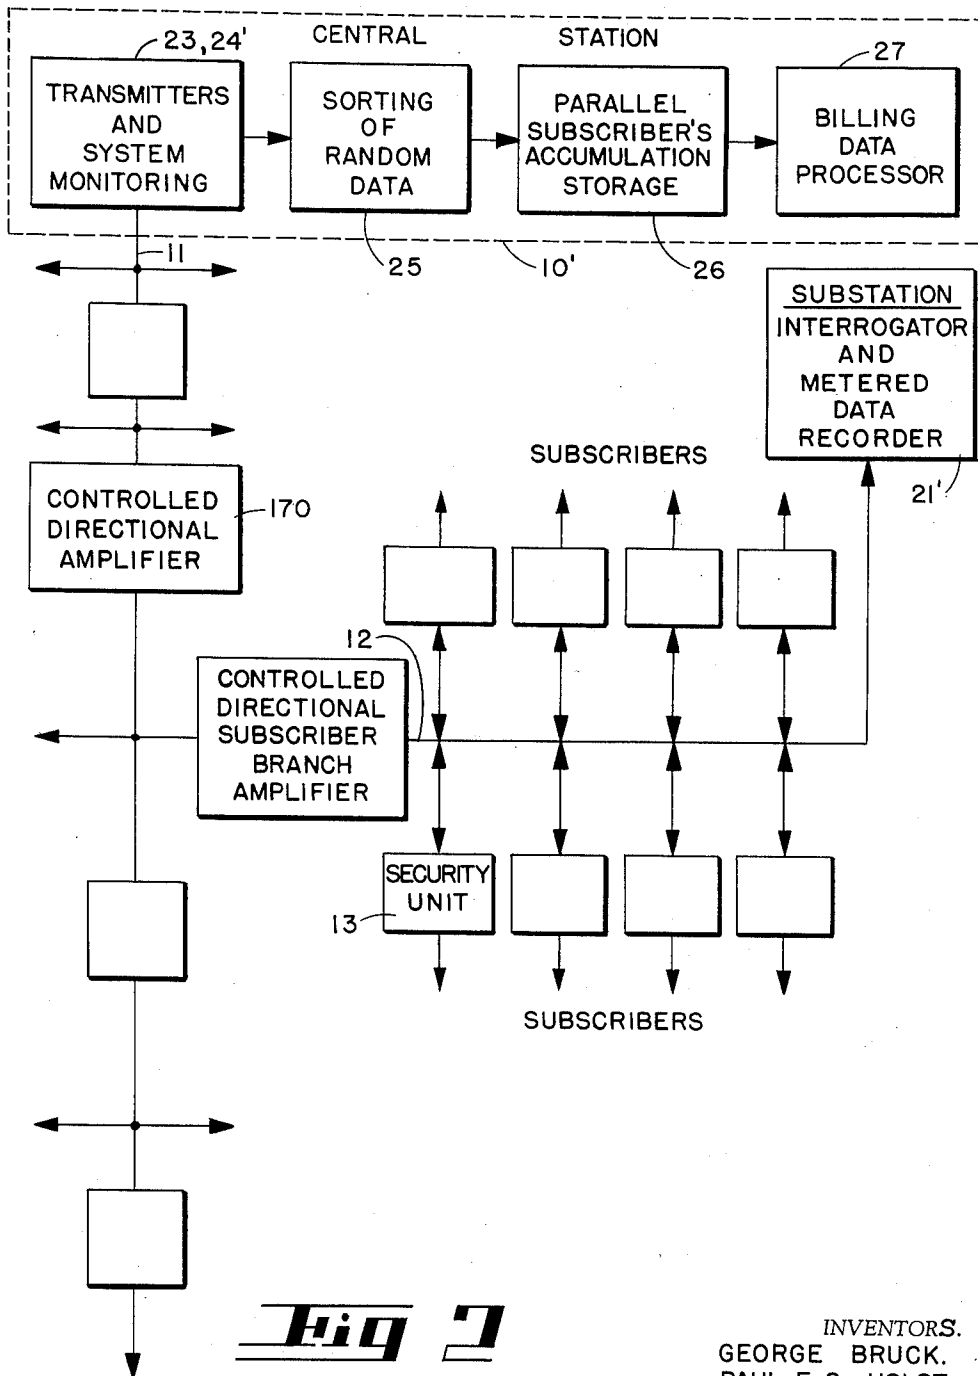 23,24'
CENTRAL STATION
27
TRANSMITTERS
AND
SYSTEM
MONITORING
SORTING
OF
RANDOM
DATA
PARALLEL
SUBSCRIBER'S
ACCUMULATION
STORAGE
BILLING
DATA
PROCESSOR
11
25
10'
26
SUBSTATION
INTERROGATOR
AND
METERED
DATA
RECORDER
21'
SUBSCRIBERS
CONTROLLED
DIRECTIONAL
AMPLIFIER
170
12
CONTROLLED
DIRECTIONAL
SUBSCRIBER
BRANCH
AMPLIFIER
SECURITY
UNIT
13
SUBSCRIBERS
Fig 2
INVENTORS.
GEORGE BRUCK.